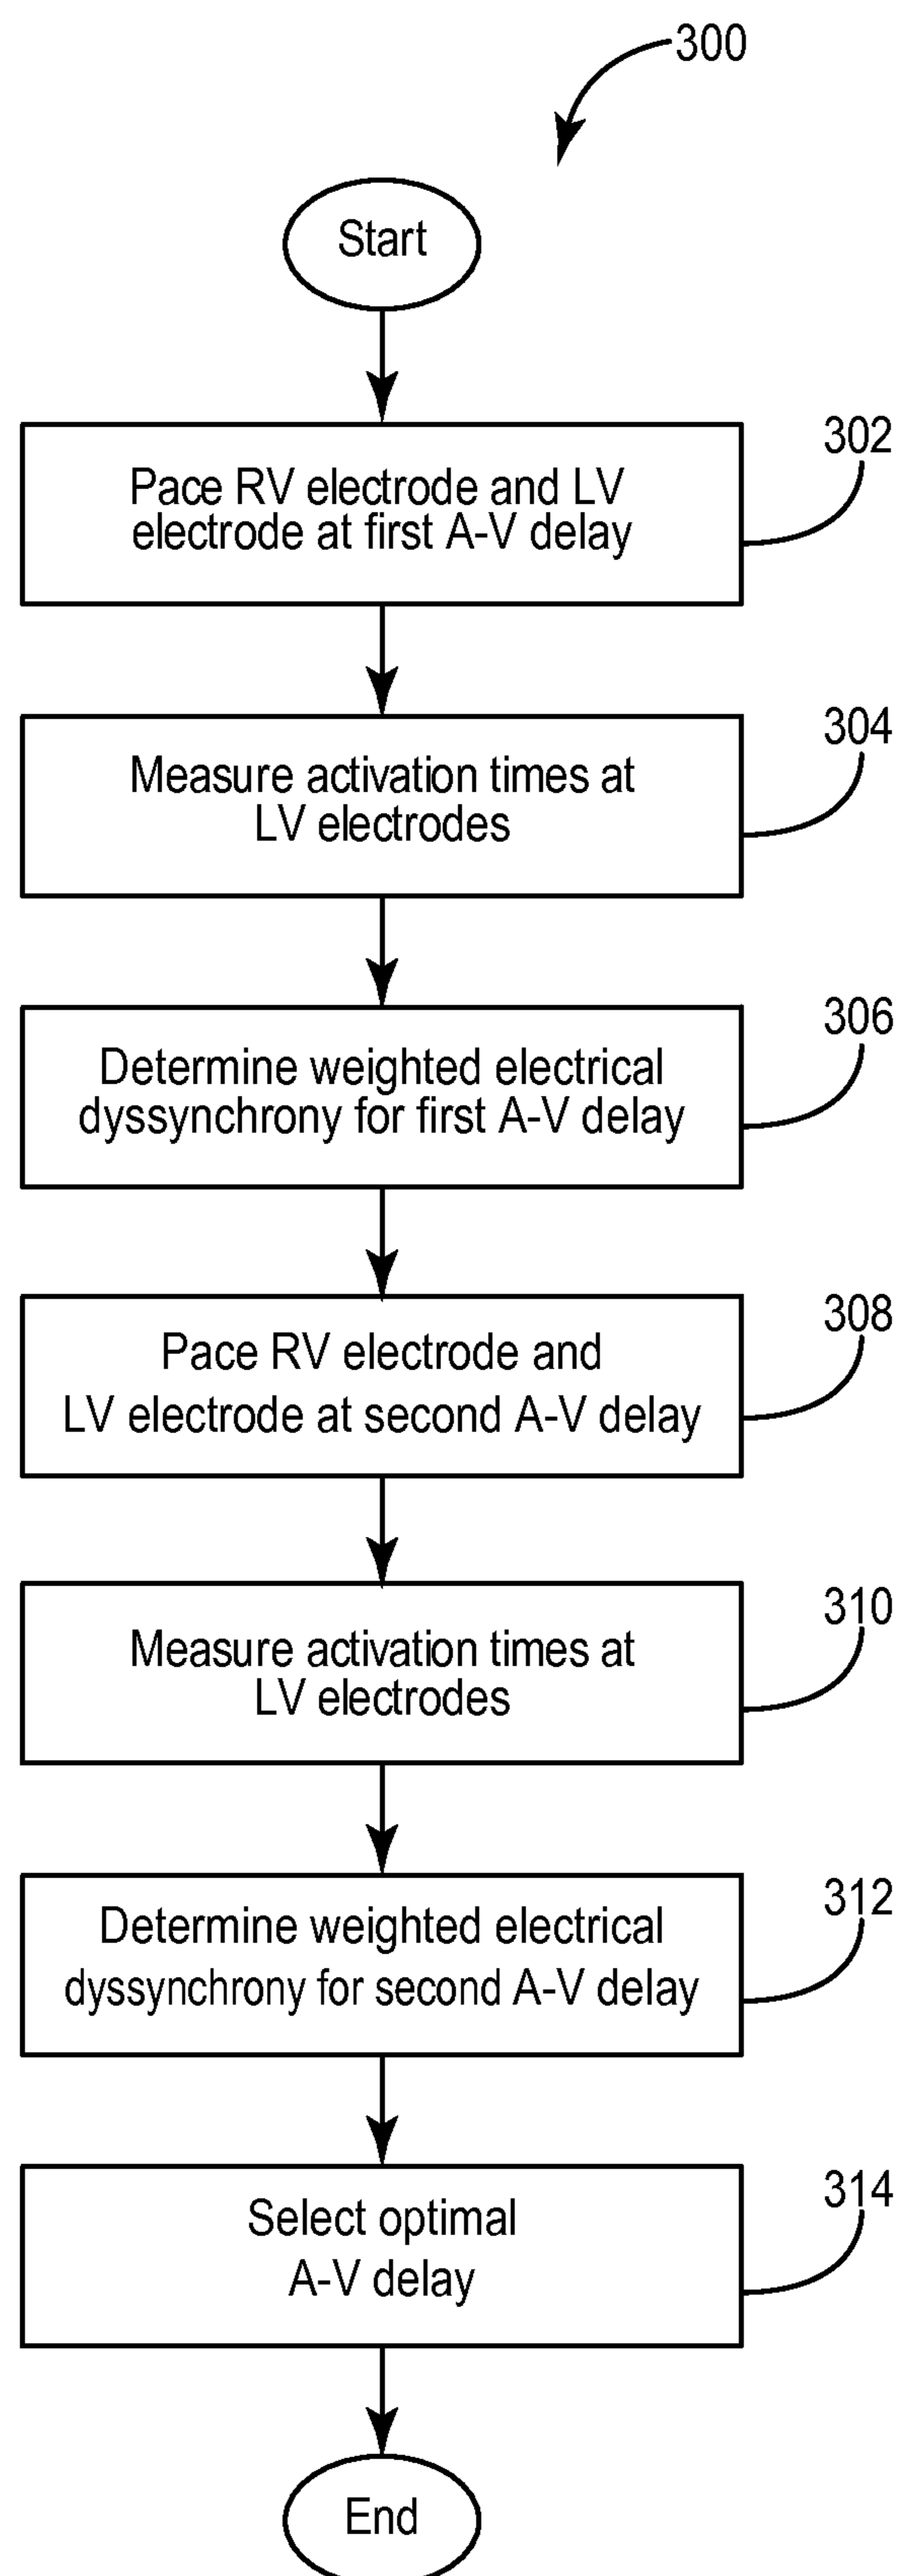 300
Start
302
Pace RV electrode and LV
electrode at first A-V delay
304
Measure activation times at
LV electrodes
306
Determine weighted electrical
dyssynchrony for first A-V delay
308
Pace RV electrode and
LV electrode at second A-V delay
310
Measure activation times at
LV electrodes
312
Determine weighted electrical
dyssynchrony for second A-V delay
314
Select optimal
A-V delay
End